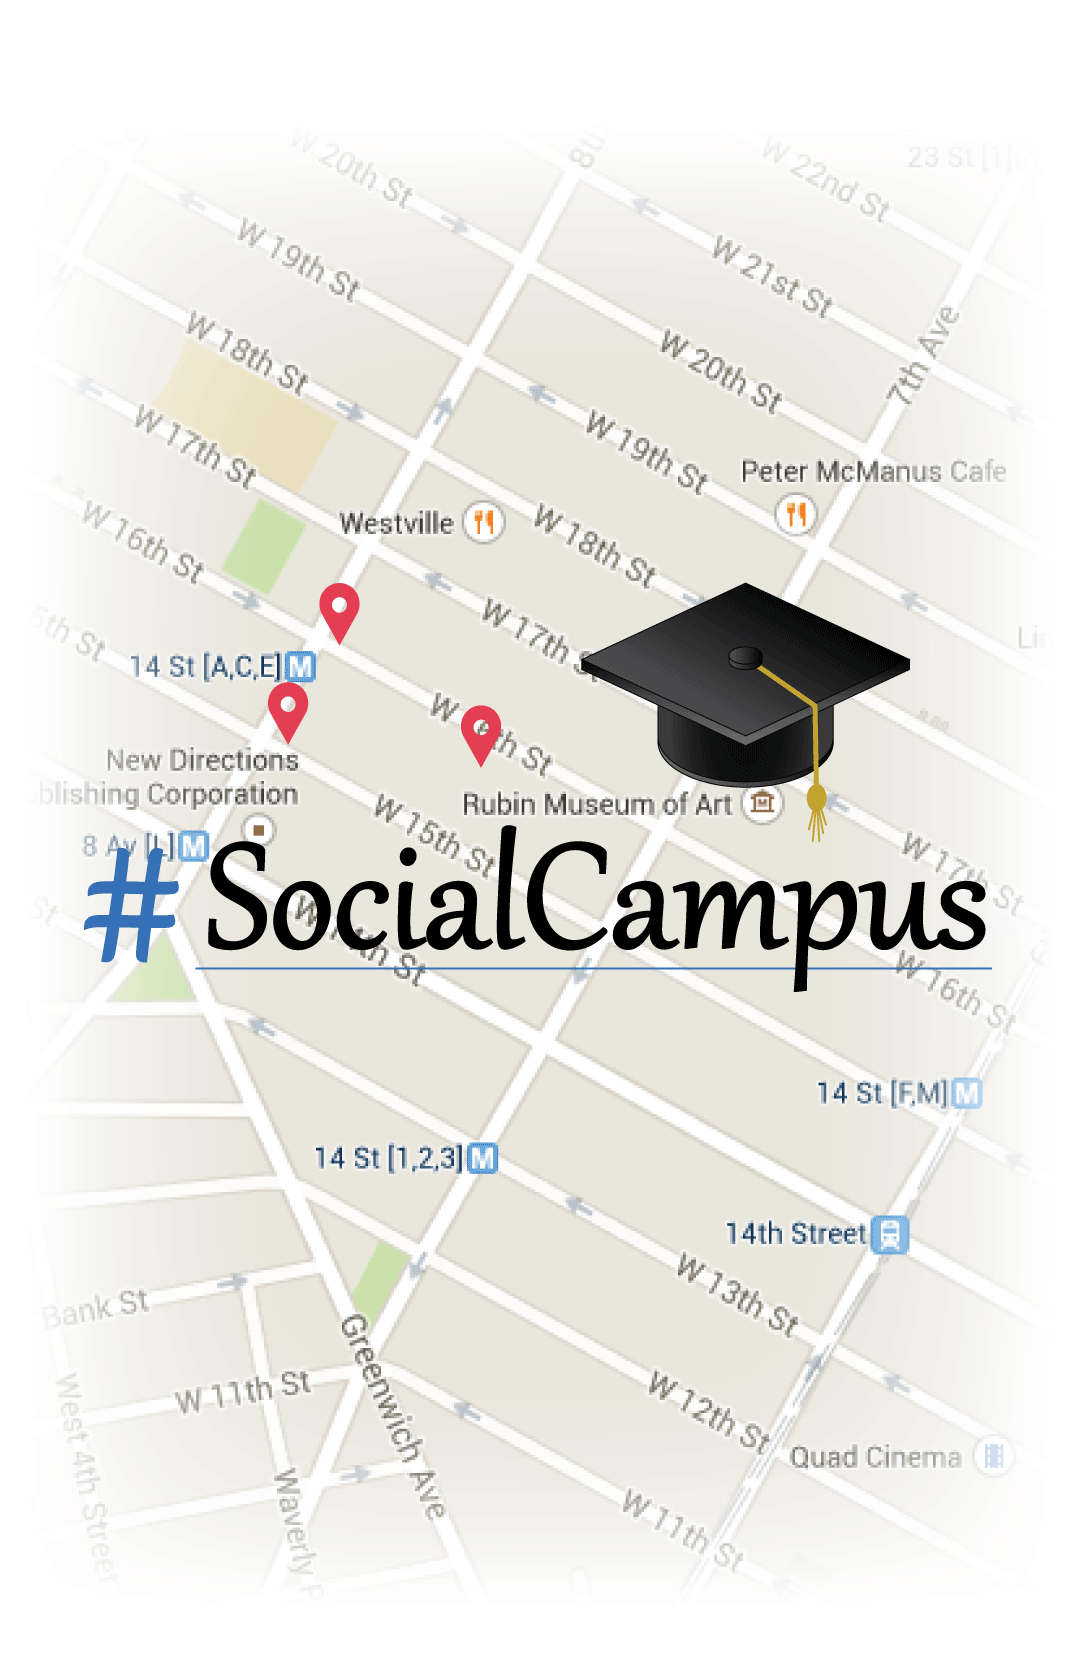 W 20th St
W 22nd St
23 St [1]
W 19th St
W 21st St
W 18th St
W 20th St
7th Ave
W 17th St
W 19th St
Peter McManus Cafe
W 16th St
Westville
W 18th St
W 17th St
14 St [A,C,E] M
New Directions
Rubin Museum of Art
Corporation
8 Av [L] M
W 15th St
W 17th St
#SocialCampus
W 16th St
14 St [F,M] M
14 St [1,2,3] M
14th Street
W 13th St
Bank St
Greenwich Ave
W 11th St
W 12th St
West 4th Street
Waverly
Quad Cinema
W 11th St